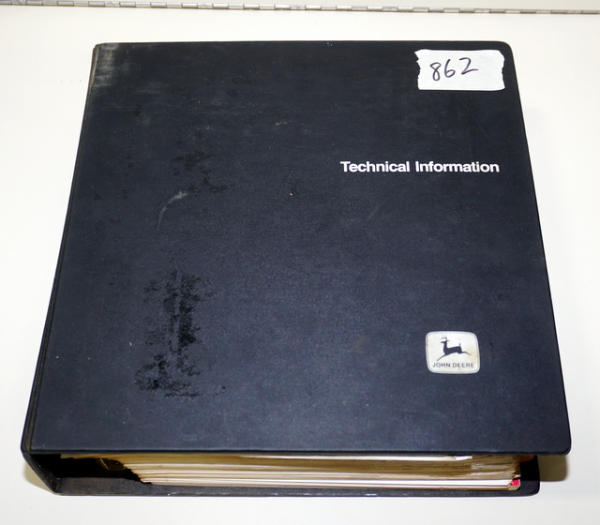 862
Technical Information
JOHN DEERE